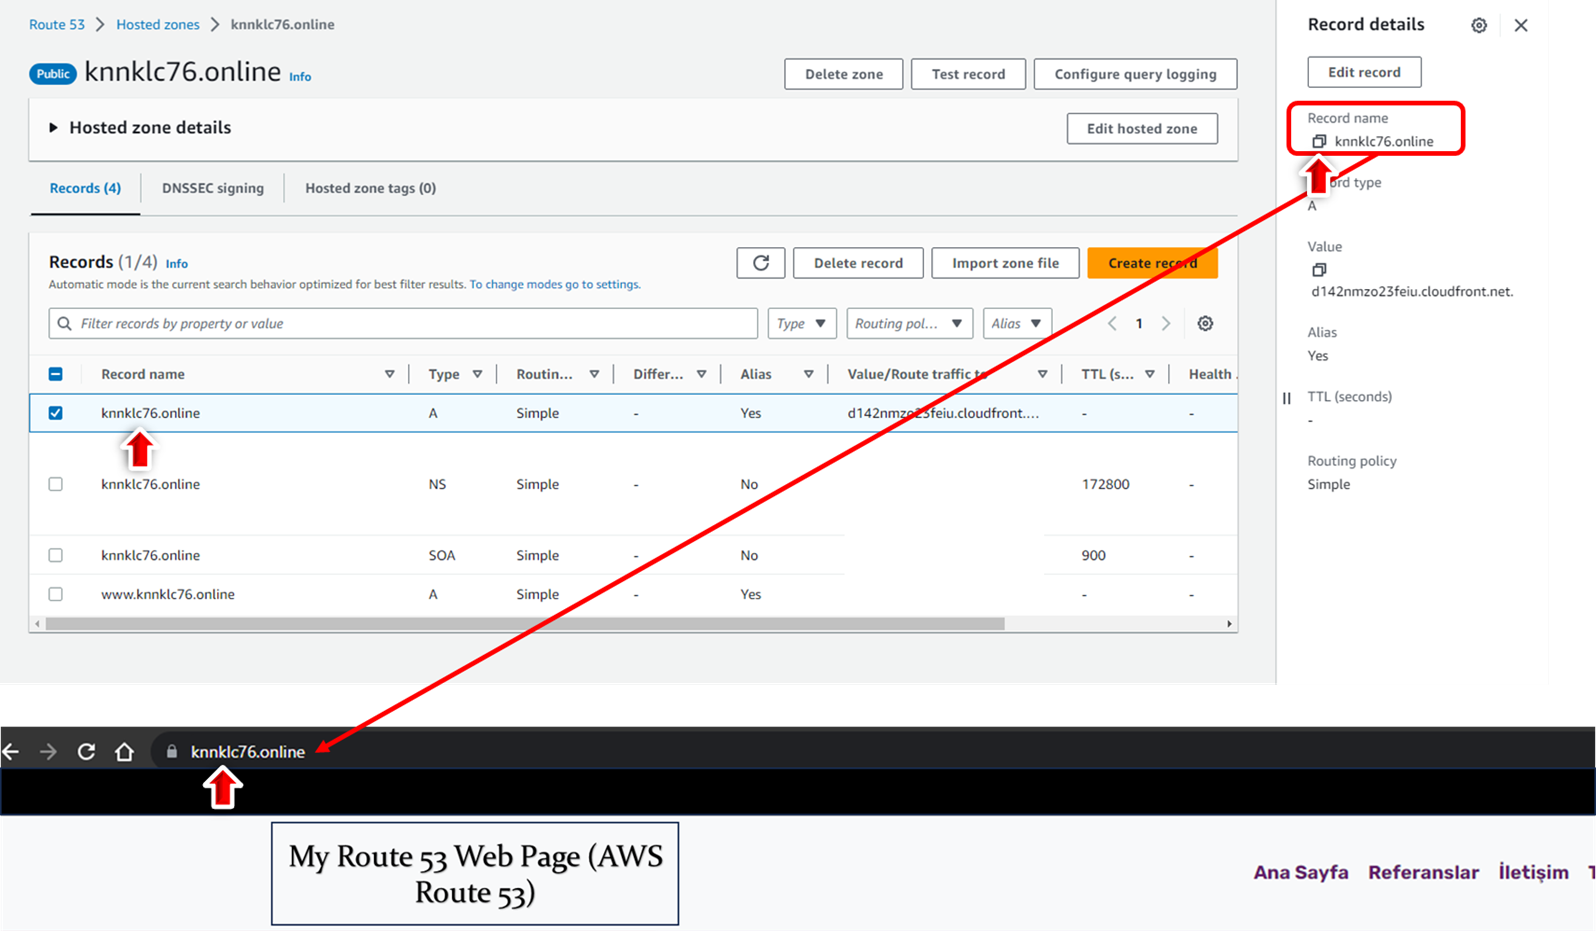 Route 53 > Hosted zones > knnklc76.online
Public knnklc76.online Info
Delete zone Test record Configure query logging
Hosted zone details
Edit hosted zone
Records (4) DNSSEC signing Hosted zone tags (0)
Records (1/4) Info
Automatic mode is the current search behavior optimized for best filter results. To change modes go to settings.
Delete record Import zone file Create record
Filter records by property or value Type Routing pol... Alias 1
Record name Type Routin... Differ... Alias Value/Route traffic to TTL (s... Health
knnklc76.online A Simple - Yes d142nmzo23feiu.cloudfront.... - -
knnklc76.online NS Simple - No 172800 -
knnklc76.online SOA Simple - No 900 -
www.knnklc76.online A Simple - Yes - -
Record details
Edit record
Record name
knnklc76.online
ord type
A
Value
d142nmzo23feiu.cloudfront.net.
Alias
Yes
TTL (seconds)
-
Routing policy
Simple
knnklc76.online
My Route 53 Web Page (AWS
Route 53)
Ana Sayfa Referanslar İletişim